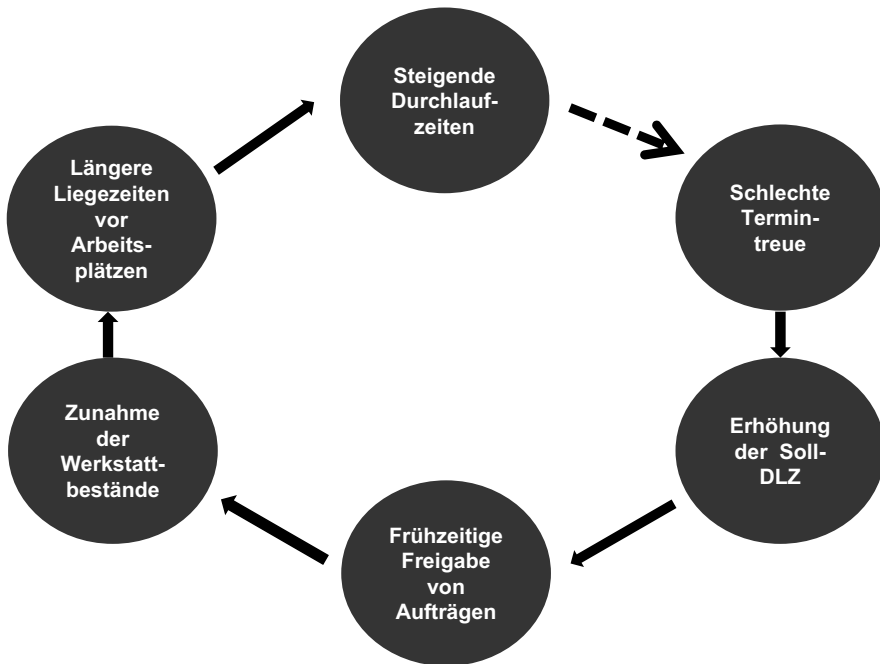 Steigende
Durchlauf-
zeiten
Schlechte
Termin-
treue
Erhöhung
der Soll-
DLZ
Frühzeitige
Freigabe
von
Aufträgen
Zunahme
der
Werkstatt-
bestände
Längere
Liegezeiten
vor
Arbeits-
plätzen